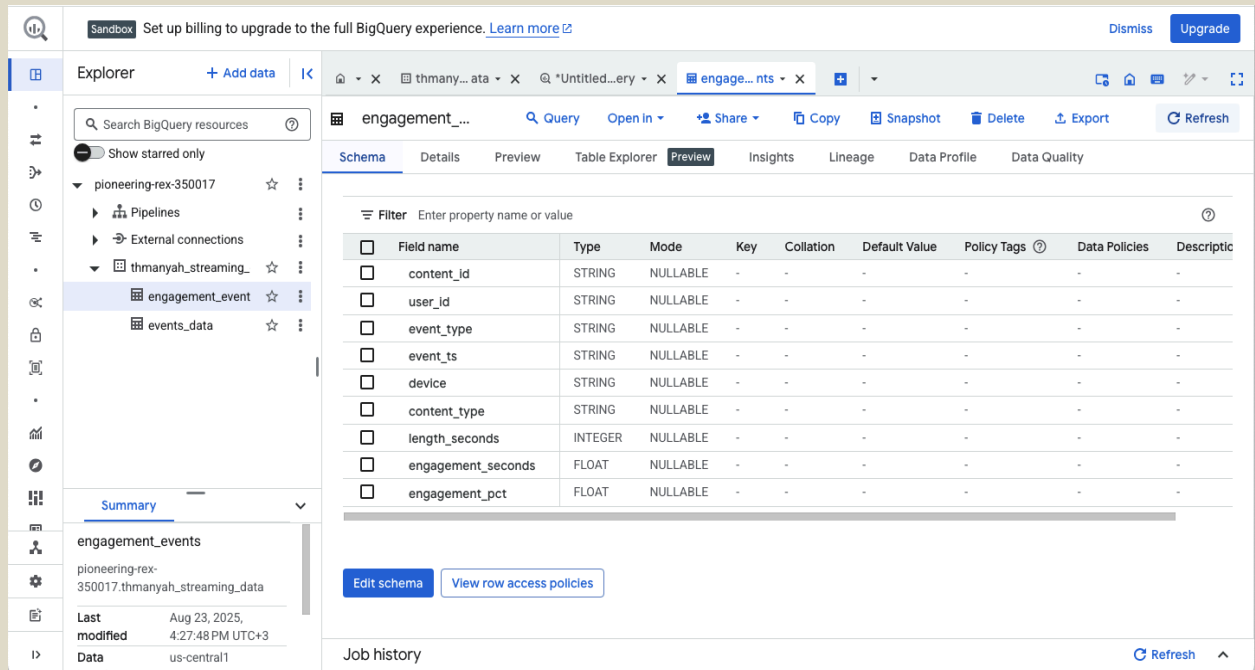 Sandbox Set up billing to upgrade to the full BigQuery experience. Learn more Dismiss Upgrade
Explorer + Add data
thmany... ata *Untitled...ery engage... nts
Search BigQuery resources
Show starred only
pioneering-rex-350017
Pipelines
External connections
thmanyah_streaming_
engagement_event
events_data
engagement_... Query Open in Share Copy Snapshot Delete Export Refresh
Schema Details Preview Table Explorer Preview Insights Lineage Data Profile Data Quality
Filter Enter property name or value
Field name Type Mode Key Collation Default Value Policy Tags Data Policies Descriptio
content_id STRING NULLABLE - - - - - -
user_id STRING NULLABLE - - - - - -
event_type STRING NULLABLE - - - - - -
event_ts STRING NULLABLE - - - - - -
device STRING NULLABLE - - - - - -
content_type STRING NULLABLE - - - - - -
length_seconds INTEGER NULLABLE - - - - - -
engagement_seconds FLOAT NULLABLE - - - - - -
engagement_pct FLOAT NULLABLE - - - - - -
Edit schema View row access policies
Summary
engagement_events
pioneering-rex-
350017.thmanyah_streaming_data
Last Aug 23, 2025,
modified 4:27:48 PM UTC+3
Data us-central1
Job history Refresh